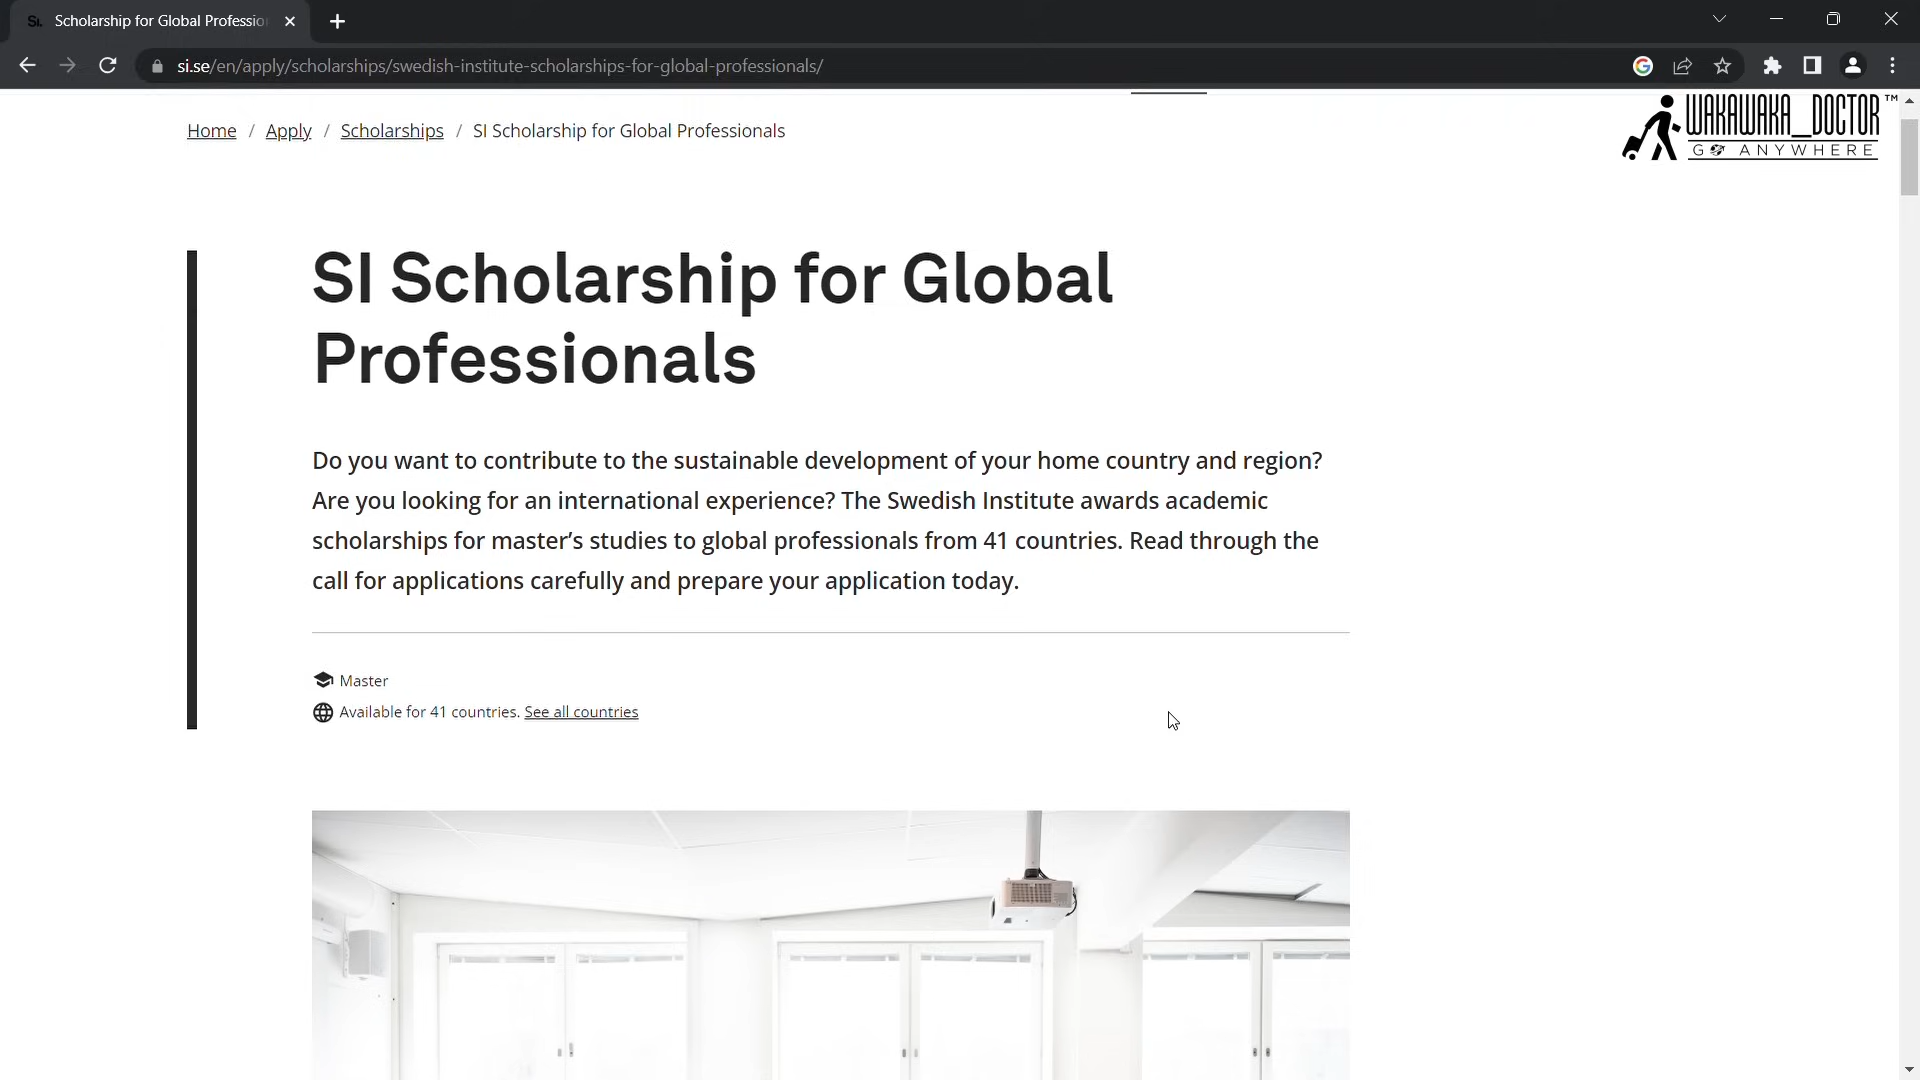 Si. Scholarship for Global Professio
si.se/en/apply/scholarships/swedish-institute-scholarships-for-global-professionals/
Home / Apply / Scholarships / SI Scholarship for Global Professionals
WAKAWAKA_DOCTOR™
GO ANYWHERE
SI Scholarship for Global
Professionals
Do you want to contribute to the sustainable development of your home country and region?
Are you looking for an international experience? The Swedish Institute awards academic
scholarships for master’s studies to global professionals from 41 countries. Read through the
call for applications carefully and prepare your application today.
Master
Available for 41 countries. See all countries